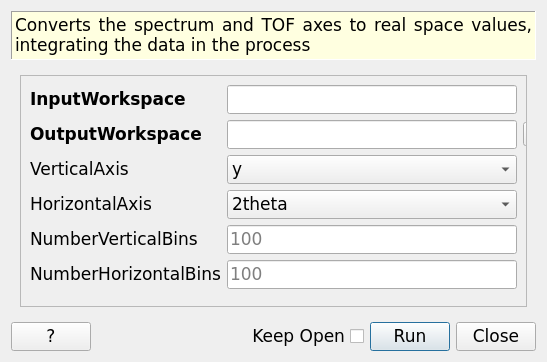 Converts the spectrum and TOF axes to real space values,
integrating the data in the process
InputWorkspace
OutputWorkspace
VerticalAxis y
HorizontalAxis 2theta
NumberVerticalBins 100
NumberHorizontalBins 100
? Keep Open Run Close